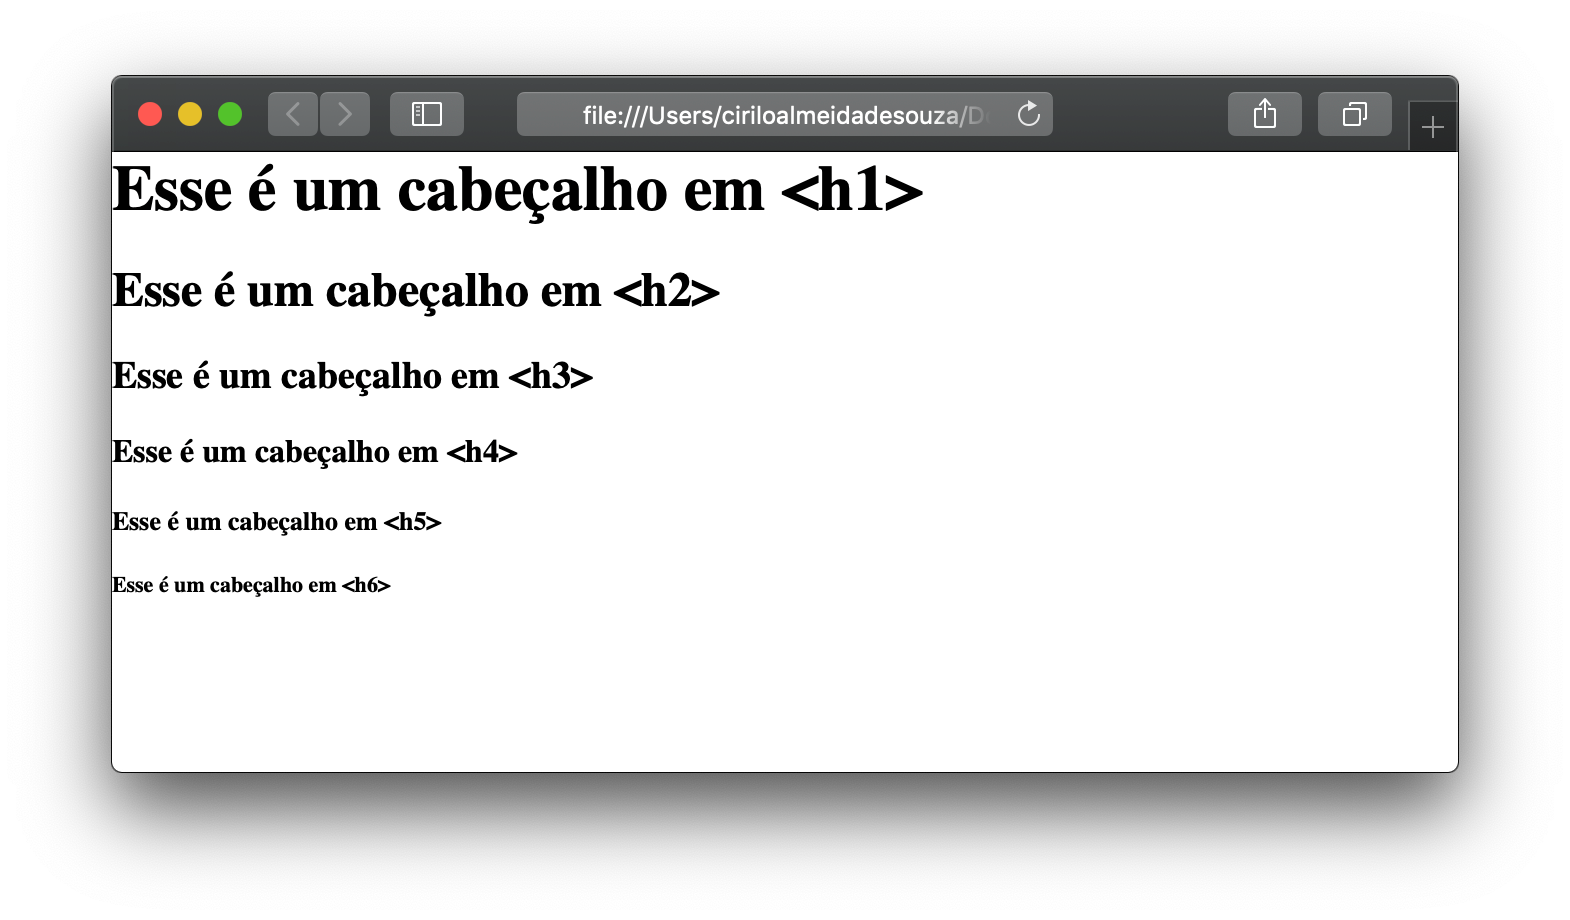 file:///Users/ciriloalmeidadesouza/D
Esse é um cabeçalho em <h1>
Esse é um cabeçalho em <h2>
Esse é um cabeçalho em <h3>
Esse é um cabeçalho em <h4>
Esse é um cabeçalho em <h5>
Esse é um cabeçalho em <h6>